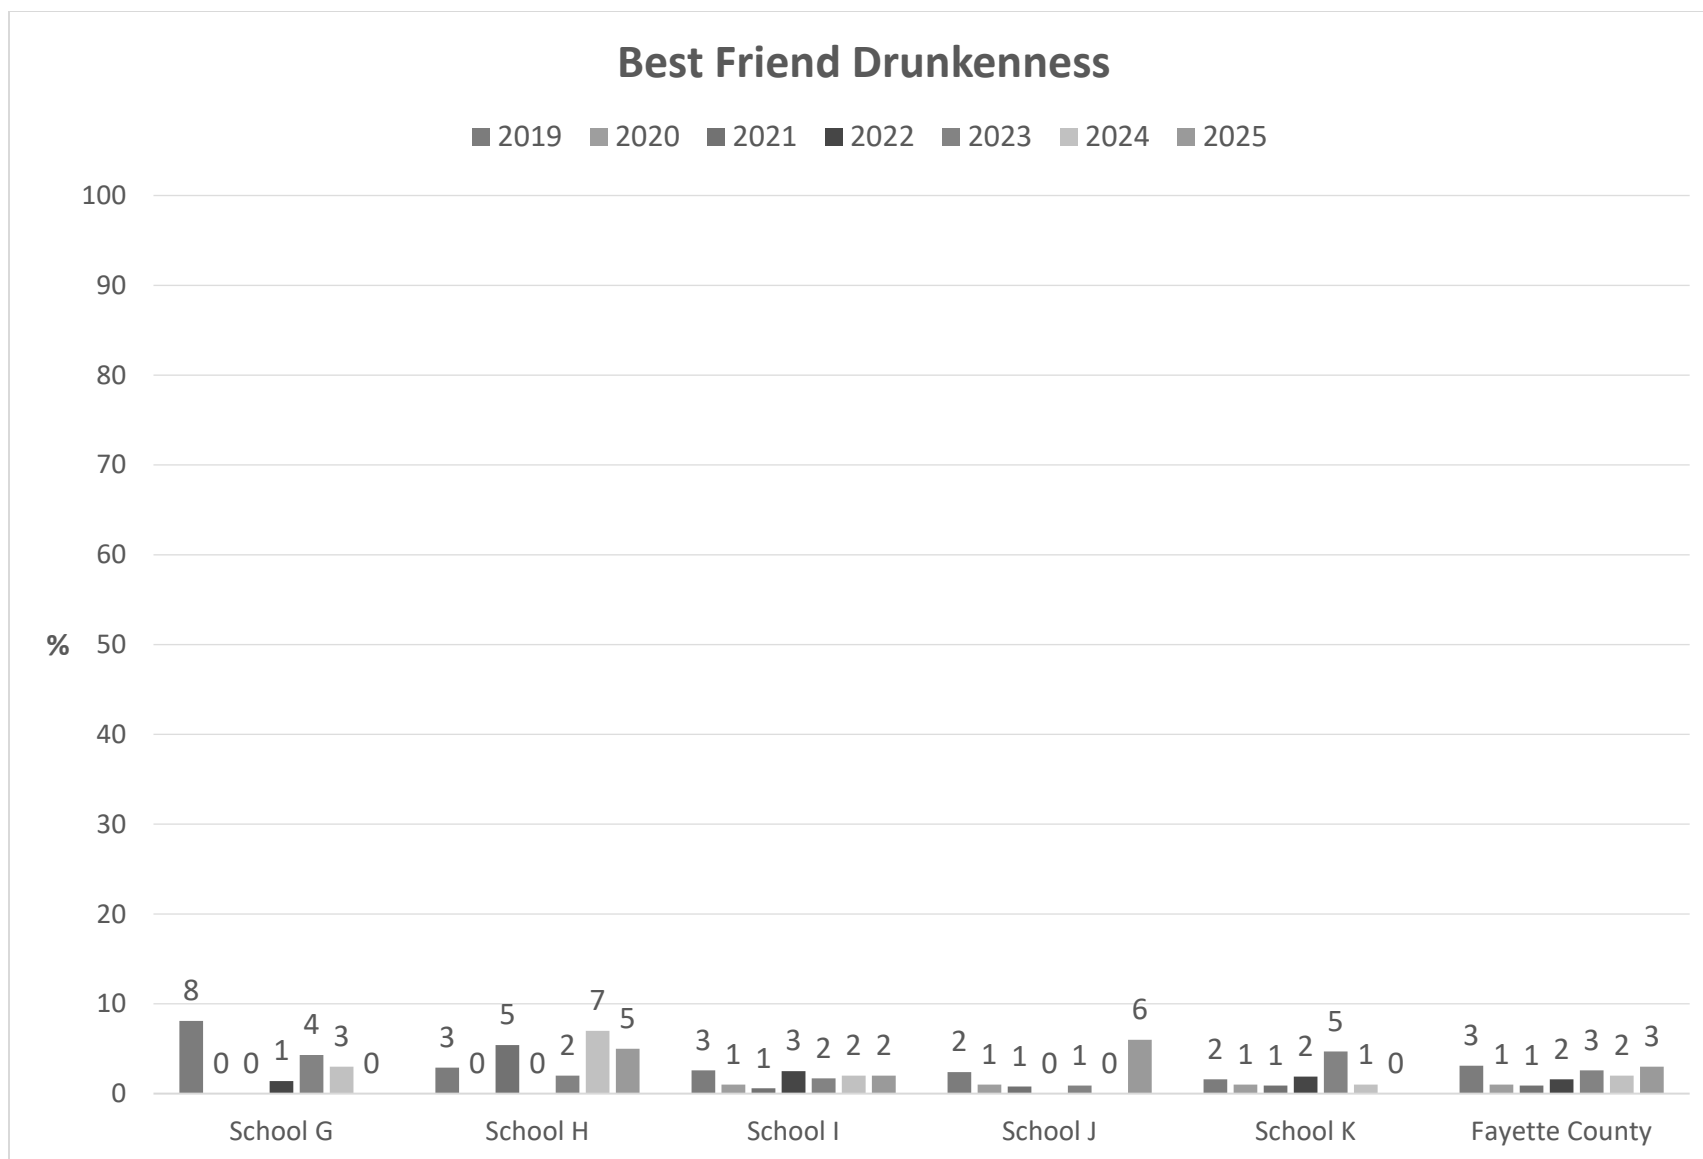 Best Friend Drunkenness
2019 2020 2021 2022 2023 2024 2025
100
90
80
70
60
% 50
40
30
20
10
0
8 0 0 1 4 3 0
3 0 5 0 2 7 5
3 1 1 3 2 2 2
2 1 1 0 1 0 6
2 1 1 2 5 1 0
3 1 1 2 3 2 3
School G School H School I School J School K Fayette County